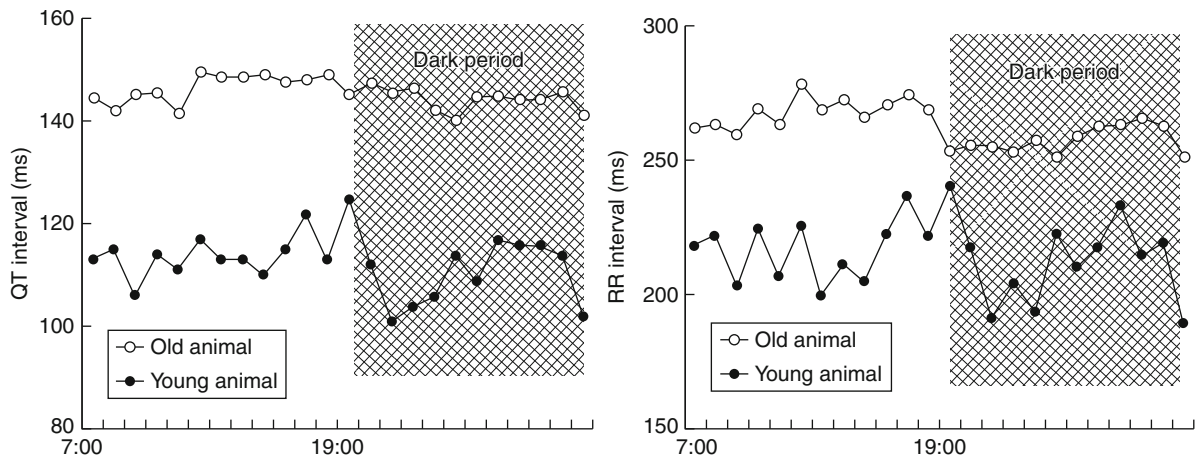 160
140
120
100
80
QT interval (ms)
Dark period
Old animal
Young animal
7:00
19:00
300
250
200
150
RR interval (ms)
Dark period
Old animal
Young animal
7:00
19:00